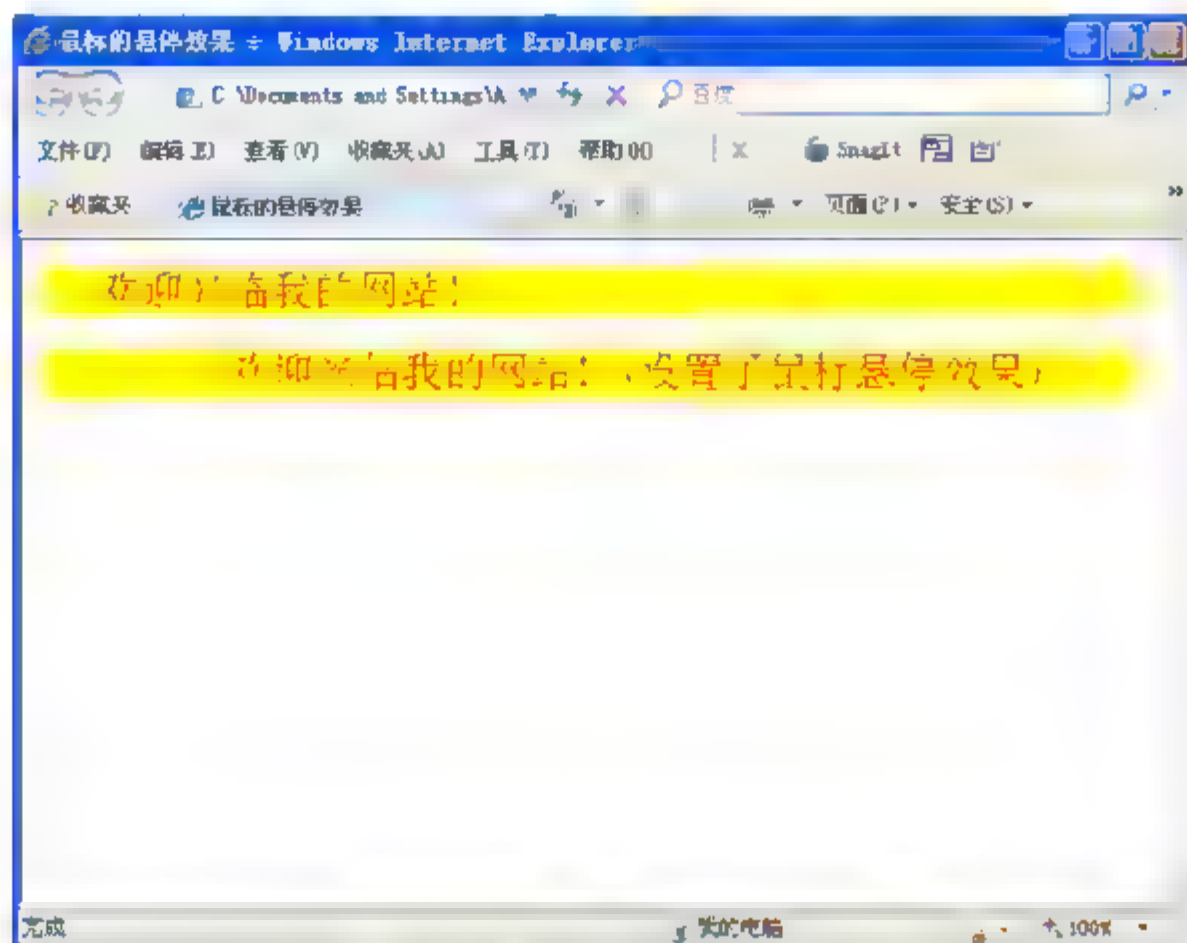 鼠标的悬停效果 - Windows Internet Explorer
C:\Documents and Settings\A 百度
文件(F) 编辑(E) 查看(V) 收藏夹(A) 工具(T) 帮助(H) x SnagIt
收藏夹 鼠标的悬停效果 页面(P) 安全(S) »
欢迎光临我的网站!
欢迎光临我的网站!(设置了鼠标悬停效果)
完成 我的电脑 100%